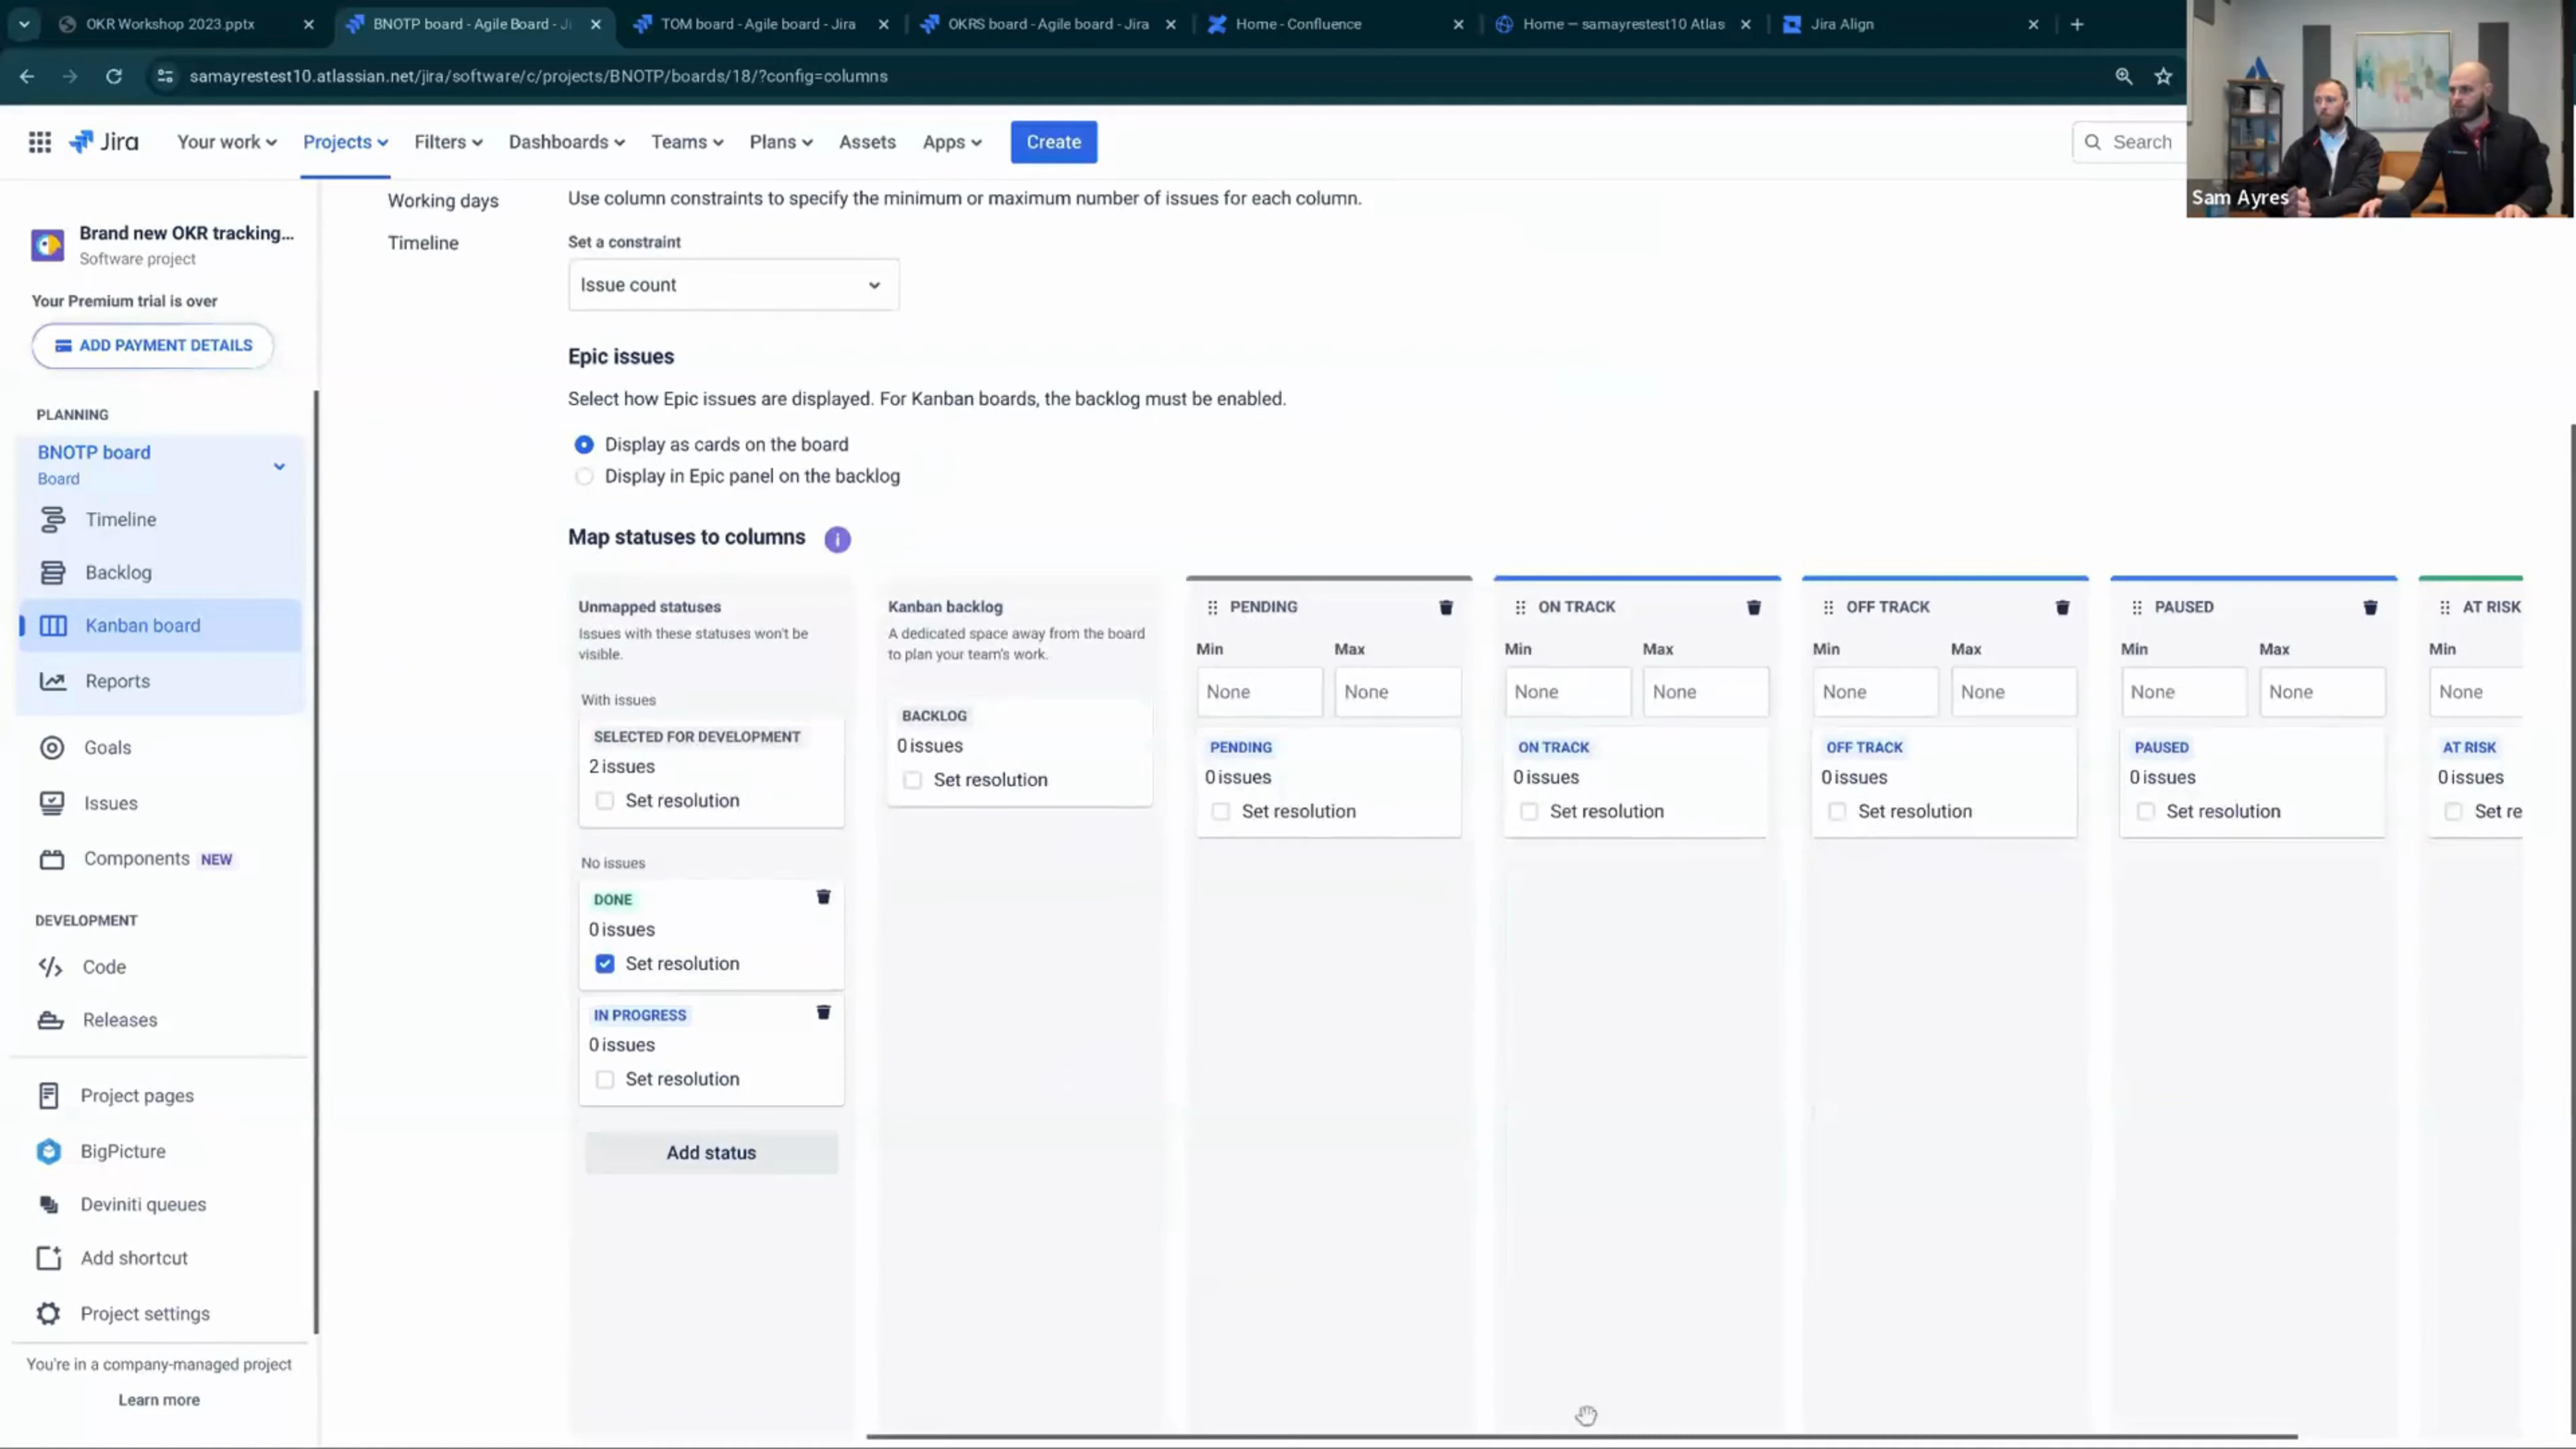 OKR Workshop 2023.pptx
BNOTP board - Agile Board - Ji
TOM board - Agile board - Jira
OKRS board - Agile board - Jira
Home - Confluence
Home — samayrestest10 Atlas
Jira Align
samayrestest10.atlassian.net/jira/software/c/projects/BNOTP/boards/18/?config=columns
Jira
Your work
Projects
Filters
Dashboards
Teams
Plans
Assets
Apps
Create
Search
Sam Ayres
Brand new OKR tracking...
Software project
Your Premium trial is over
ADD PAYMENT DETAILS
PLANNING
BNOTP board
Board
Timeline
Backlog
Kanban board
Reports
Goals
Issues
Components NEW
DEVELOPMENT
Code
Releases
Project pages
BigPicture
Deviniti queues
Add shortcut
Project settings
You're in a company-managed project
Learn more
Working days
Timeline
Use column constraints to specify the minimum or maximum number of issues for each column.
Set a constraint
Issue count
Epic issues
Select how Epic issues are displayed. For Kanban boards, the backlog must be enabled.
Display as cards on the board
Display in Epic panel on the backlog
Map statuses to columns
Unmapped statuses
Issues with these statuses won't be
visible.
With issues
SELECTED FOR DEVELOPMENT
2 issues
Set resolution
No issues
DONE
0 issues
Set resolution
IN PROGRESS
0 issues
Set resolution
Add status
Kanban backlog
A dedicated space away from the board
to plan your team's work.
BACKLOG
0 issues
Set resolution
PENDING
Min Max
None None
PENDING
0 issues
Set resolution
ON TRACK
Min Max
None None
ON TRACK
0 issues
Set resolution
OFF TRACK
Min Max
None None
OFF TRACK
0 issues
Set resolution
PAUSED
Min Max
None None
PAUSED
0 issues
Set resolution
AT RISK
Min
None
AT RISK
0 issues
Set re